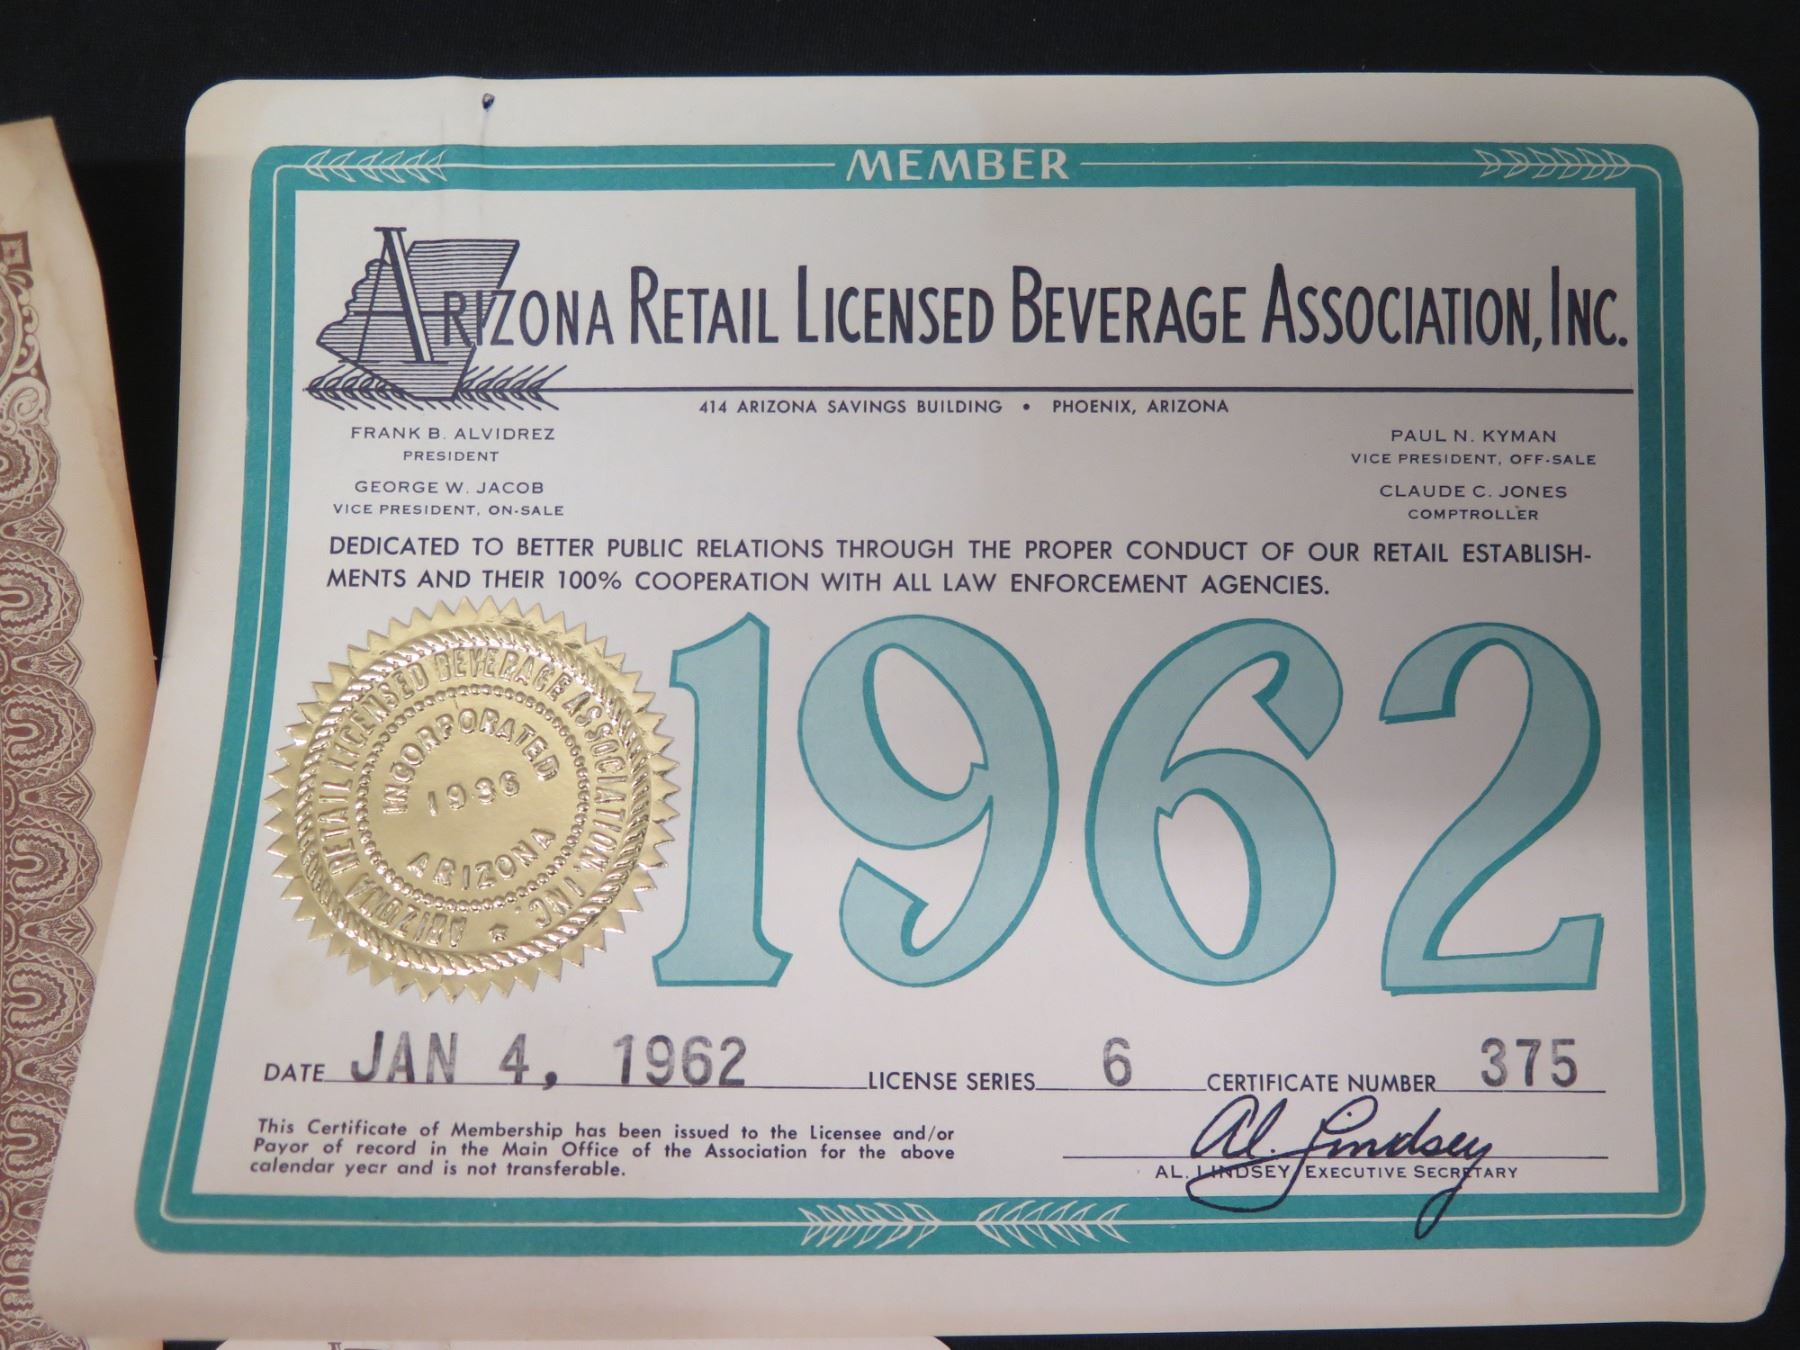 MEMBER
ARIZONA RETAIL LICENSED BEVERAGE ASSOCIATION, INC.
414 ARIZONA SAVINGS BUILDING • PHOENIX, ARIZONA
FRANK B. ALVIDREZ
PRESIDENT
GEORGE W. JACOB
VICE PRESIDENT, ON-SALE
PAUL N. KYMAN
VICE PRESIDENT, OFF-SALE
CLAUDE C. JONES
COMPTROLLER
DEDICATED TO BETTER PUBLIC RELATIONS THROUGH THE PROPER CONDUCT OF OUR RETAIL ESTABLISH-
MENTS AND THEIR 100% COOPERATION WITH ALL LAW ENFORCEMENT AGENCIES.
ARIZONA RETAIL LICENSED BEVERAGE ASSOCIATION, INC.
INCORPORATED
1936
ARIZONA
1962
DATE JAN 4, 1962 LICENSE SERIES 6 CERTIFICATE NUMBER 375
This Certificate of Membership has been issued to the Licensee and/or
Payor of record in the Main Office of the Association for the above
calendar year and is not transferable.
Al. Lindsey
AL. LINDSEY, EXECUTIVE SECRETARY